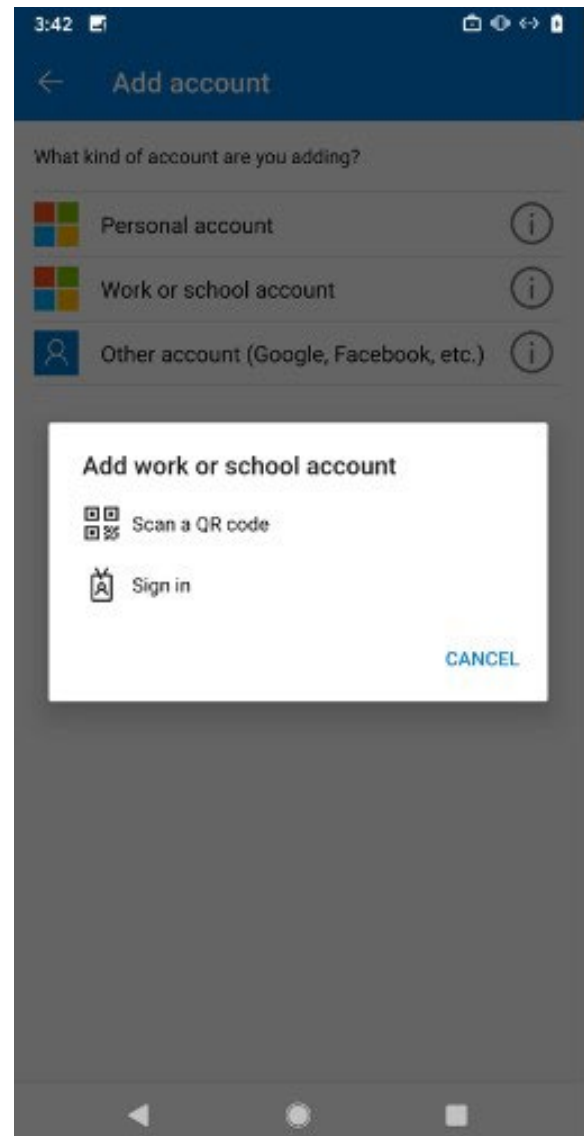 3:42
Add account
What kind of account are you adding?
Personal account
Work or school account
Other account (Google, Facebook, etc.)
Add work or school account
Scan a QR code
Sign in
CANCEL